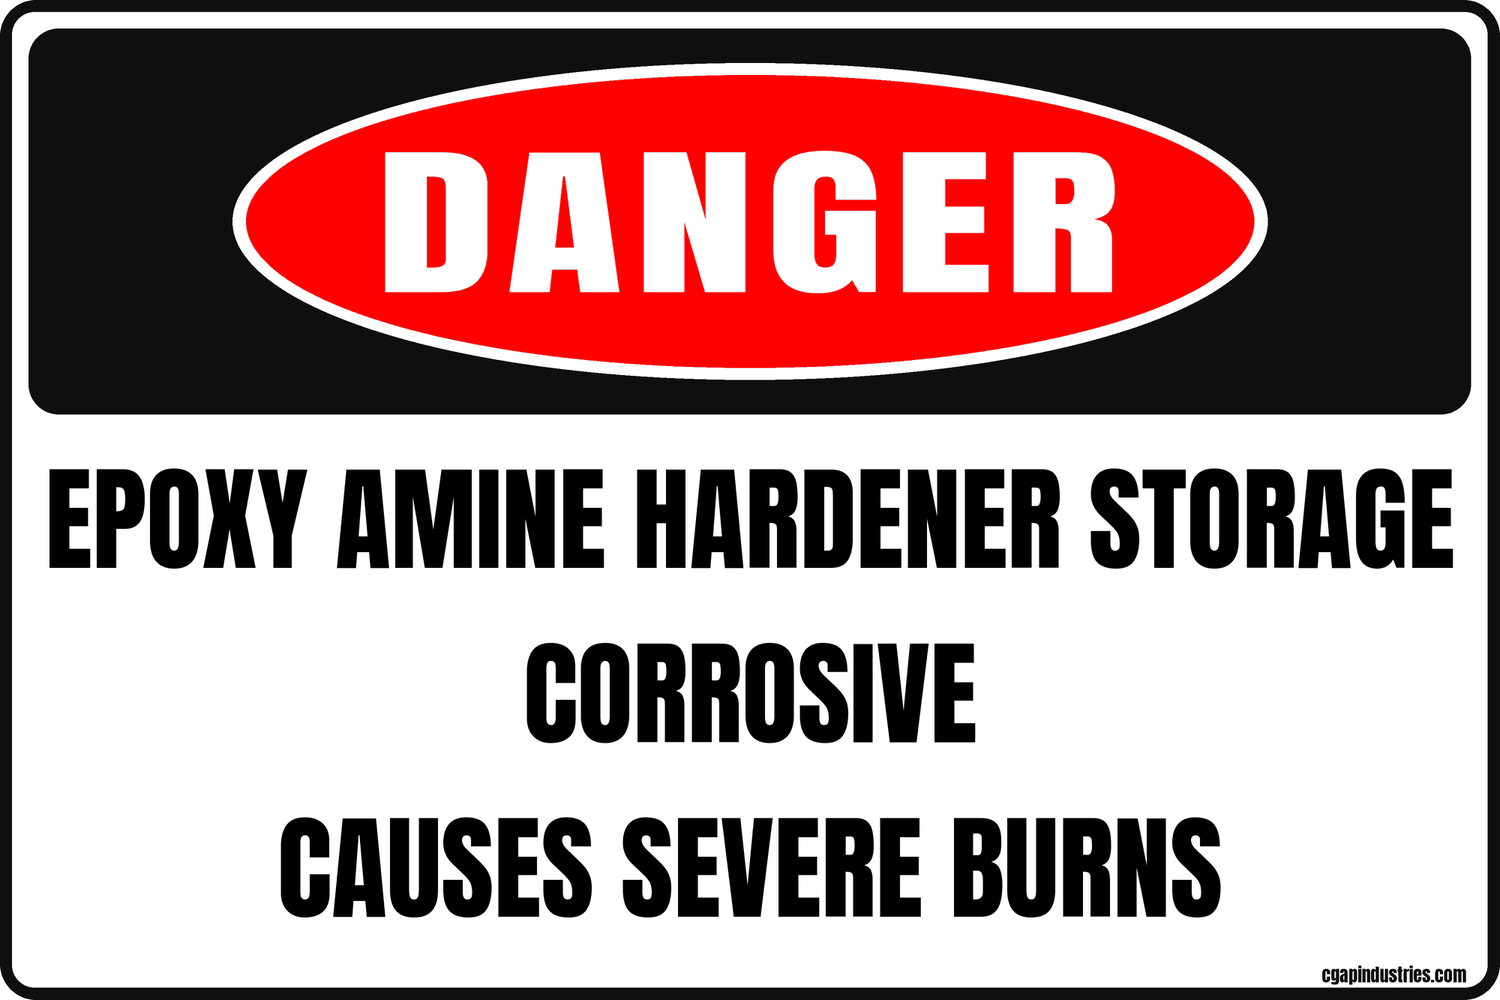 DANGER
EPOXY AMINE HARDENER STORAGE
CORROSIVE
CAUSES SEVERE BURNS
cgapindustries.com